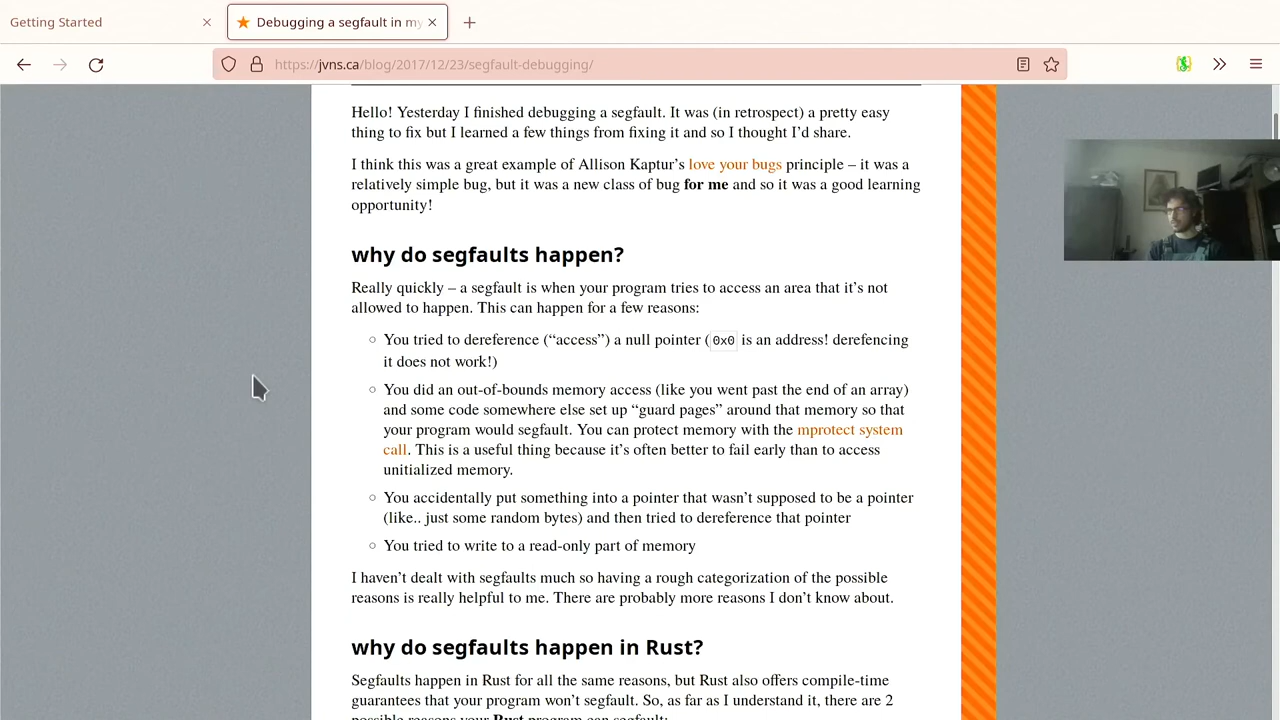 Getting Started
Debugging a segfault in my
https://jvns.ca/blog/2017/12/23/segfault-debugging/
Hello! Yesterday I finished debugging a segfault. It was (in retrospect) a pretty easy
thing to fix but I learned a few things from fixing it and so I thought I’d share.
I think this was a great example of Allison Kaptur’s love your bugs principle – it was a
relatively simple bug, but it was a new class of bug for me and so it was a good learning
opportunity!
why do segfaults happen?
Really quickly – a segfault is when your program tries to access an area that it’s not
allowed to happen. This can happen for a few reasons:
You tried to dereference (“access”) a null pointer (0x0 is an address! derefencing
it does not work!)
You did an out-of-bounds memory access (like you went past the end of an array)
and some code somewhere else set up “guard pages” around that memory so that
your program would segfault. You can protect memory with the mprotect system
call. This is a useful thing because it’s often better to fail early than to access
unitialized memory.
You accidentally put something into a pointer that wasn’t supposed to be a pointer
(like.. just some random bytes) and then tried to dereference that pointer
You tried to write to a read-only part of memory
I haven’t dealt with segfaults much so having a rough categorization of the possible
reasons is really helpful to me. There are probably more reasons I don’t know about.
why do segfaults happen in Rust?
Segfaults happen in Rust for all the same reasons, but Rust also offers compile-time
guarantees that your program won’t segfault. So, as far as I understand it, there are 2
possible reasons your Rust program can segfault: